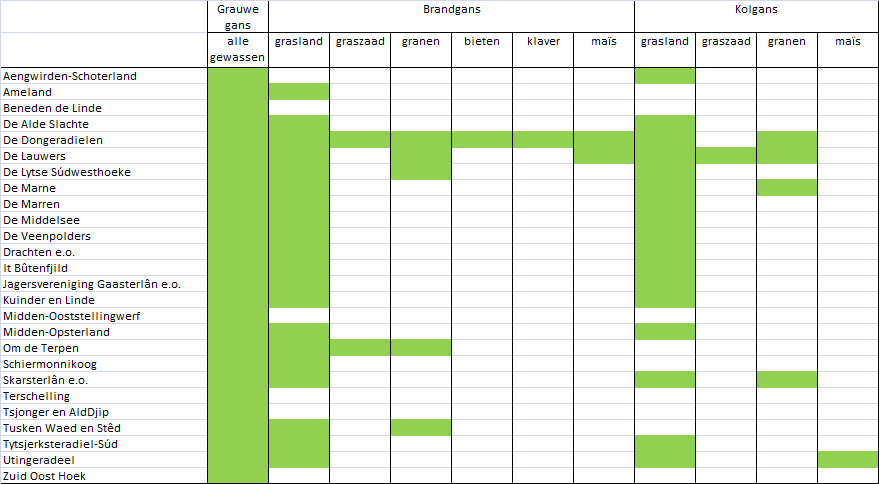 Grauwe gans Brandgans Kolgans
alle gewassen grasland graszaad granen bieten klaver maïs grasland graszaad granen maïs
Aengwirden-Schoterland
Ameland
Beneden de Linde
De Alde Slachte
De Dongeradielen
De Lauwers
De Lytse Súdwesthoeke
De Marne
De Marren
De Middelsee
De Veenpolders
Drachten e.o.
It Bûtenfjild
Jagersvereniging Gaasterlân e.o.
Kuinder en Linde
Midden-Ooststellingwerf
Midden-Opsterland
Om de Terpen
Schiermonnikoog
Skarsterlân e.o.
Terschelling
Tsjonger en AldDjip
Tusken Waed en Stêd
Tytsjerksteradiel-Súd
Utingeradeel
Zuid Oost Hoek